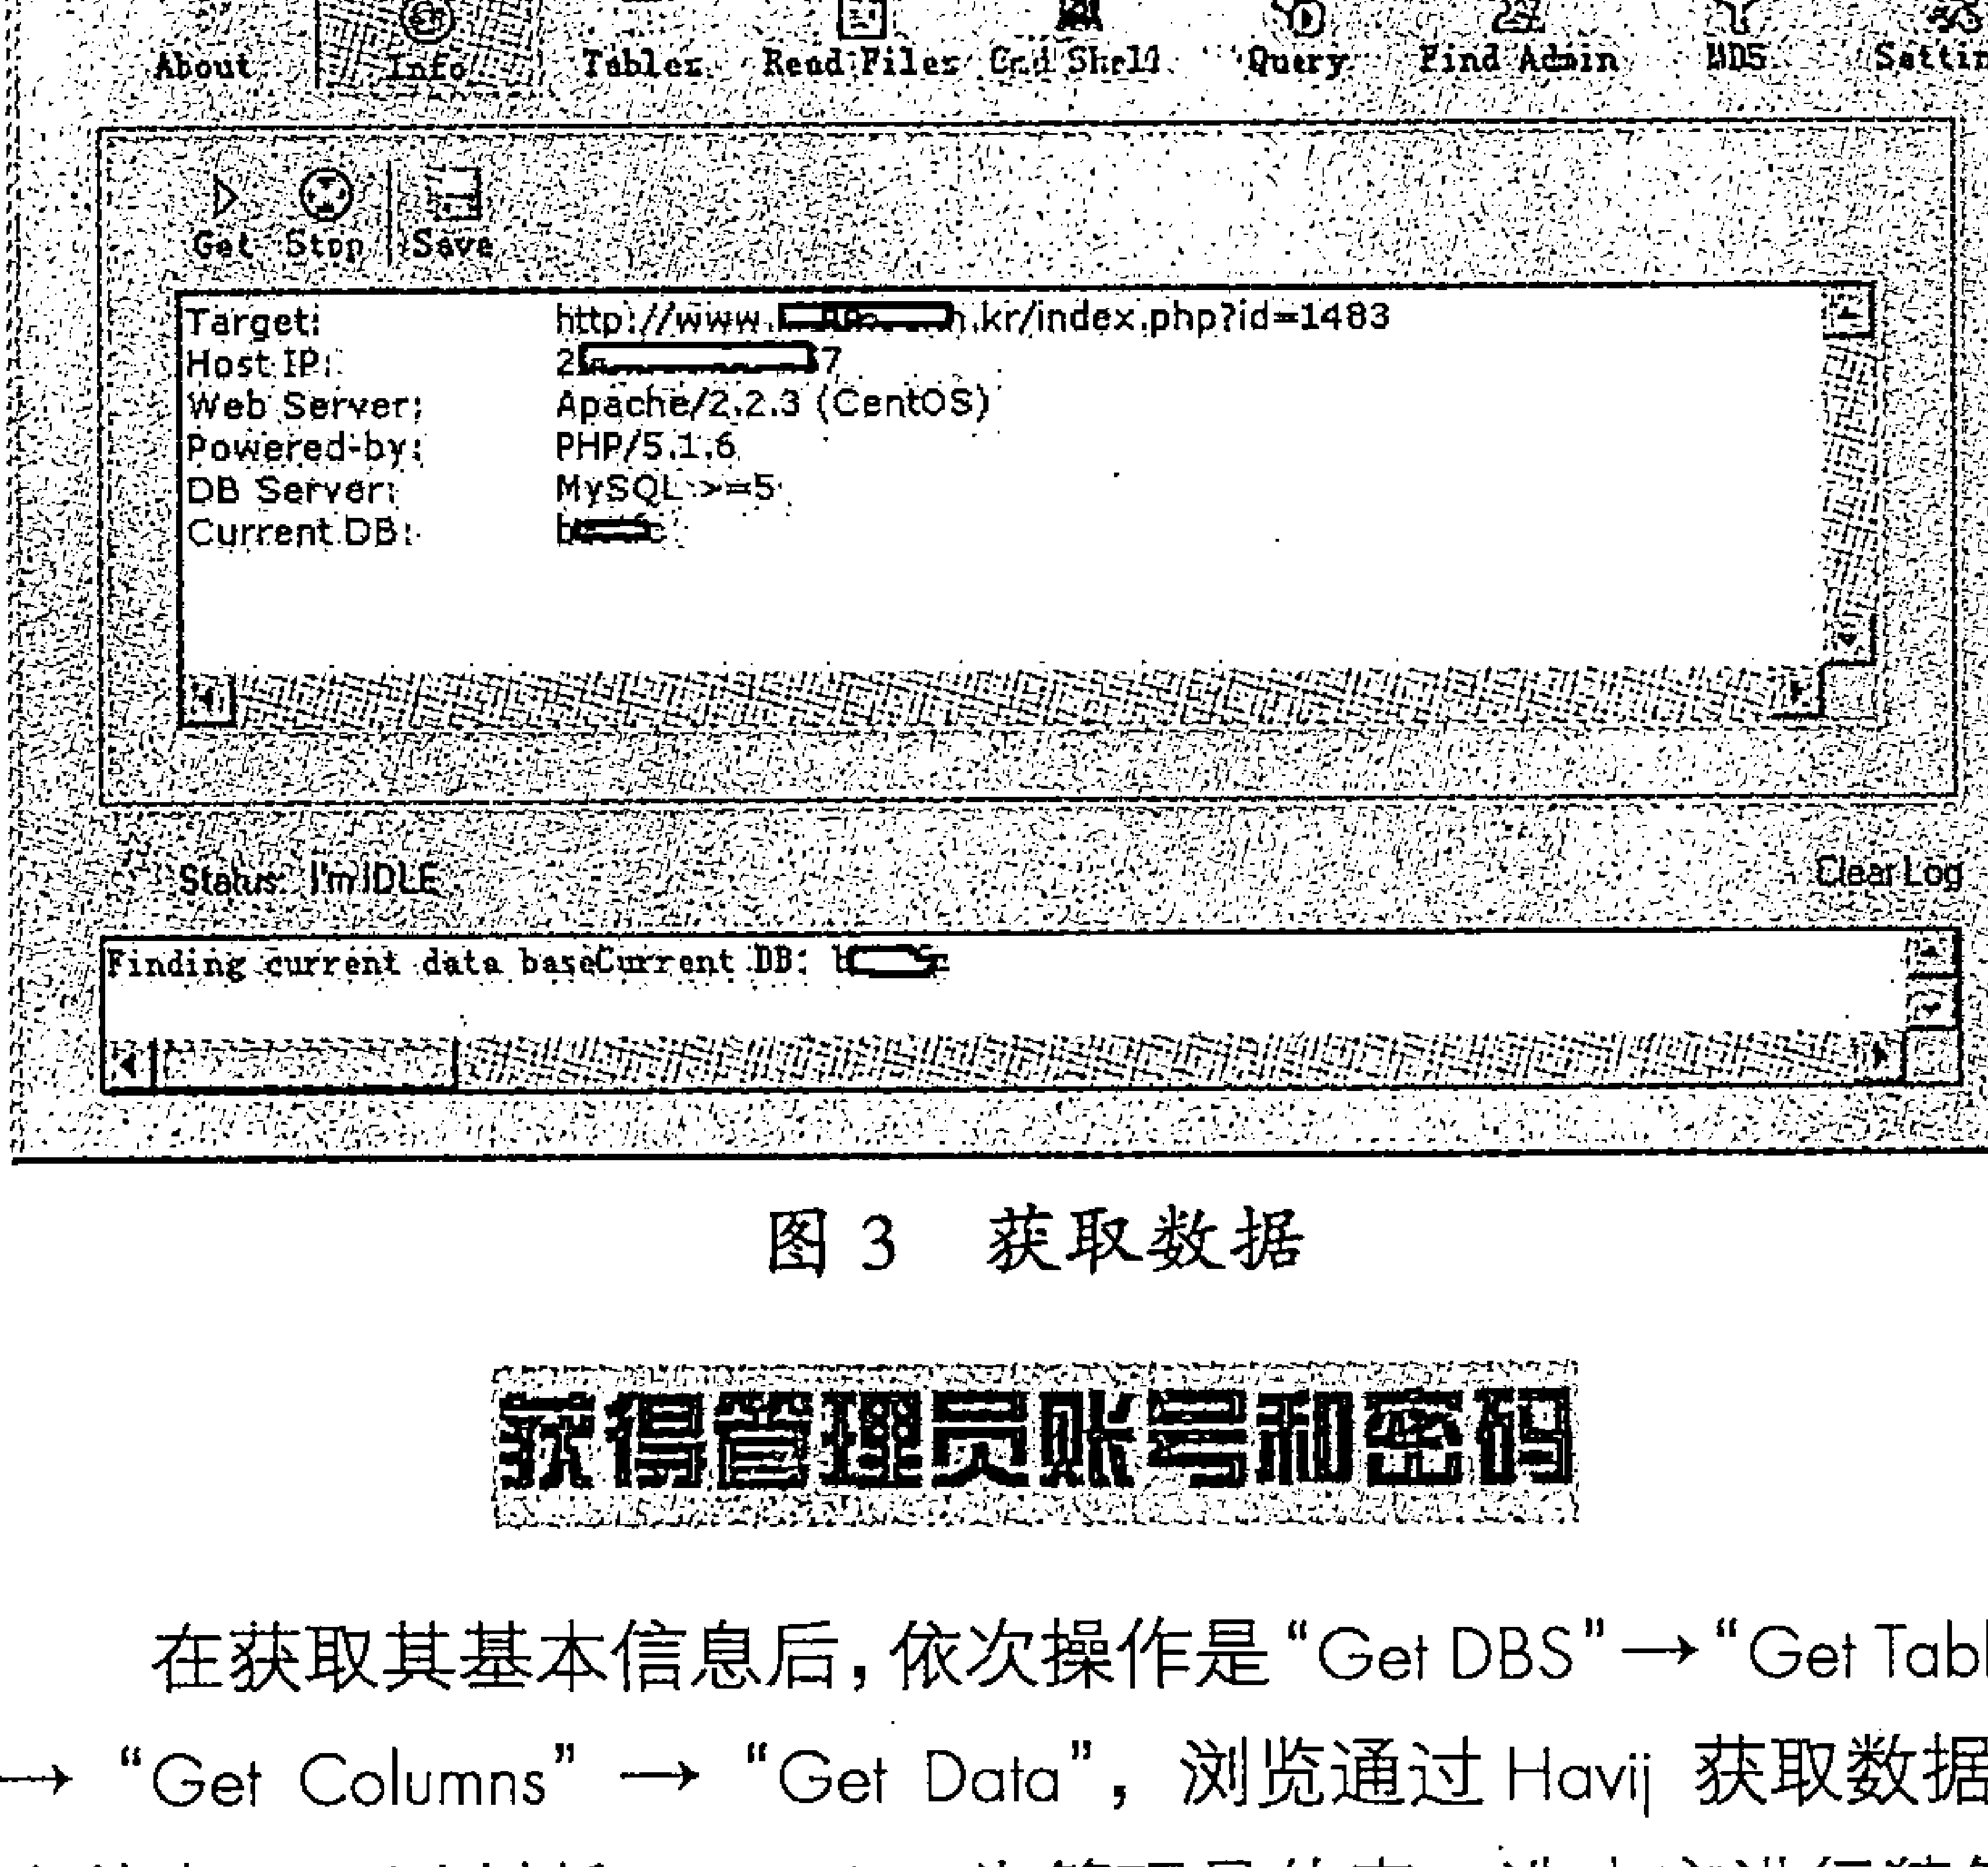 About Info Tables Read Files Cmd Shell Query Find Admin MD5
Get Stop Save
Target: http://www. .kr/index.php?id=1483
Host IP: 2 7
Web Server: Apache/2.2.3 (CentOS)
Powered-by: PHP/5.1.6
DB Server: MySQL >=5
Current DB: b c
Status: I'm IDLE Clear Log
Finding current data baseCurrent DB: b c
图 3 获取数据
获得管理员账号和密码
在获取其基本信息后,依次操作是“Get DBS”→“Get Tabl
→ “Get Columns” → “Get Data”, 浏览通过 Havij 获取数据